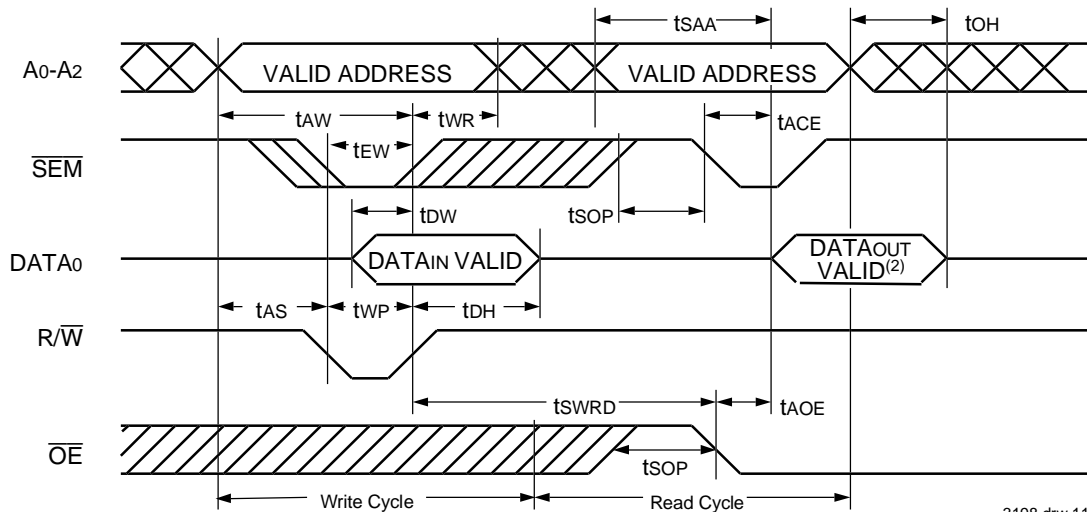 tSAA
tOH
A0-A2
VALID ADDRESS
VALID ADDRESS
tAW
tWR
tACE
tEW
SEM
tDW
tSOP
DATA0
DATAIN VALID
DATAOUT
VALID(2)
tAS
tWP
tDH
R/W
tSWRD
tAOE
OE
tSOP
Write Cycle
Read Cycle